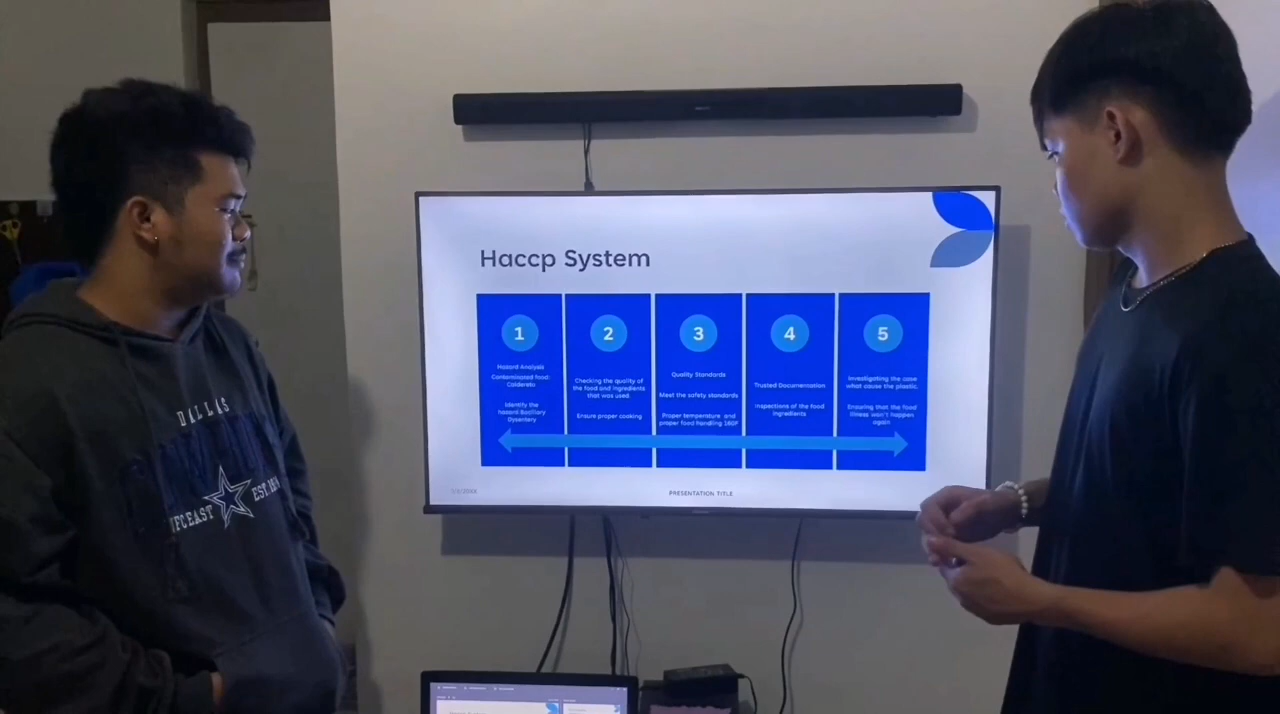 Haccp System
1
Hazard Analysis
Contaminated food:
Caldereta
Identify the
hazard Bacillary
Dysentery
2
Checking the quality of
the food and ingredients
that was used.
Ensure proper cooking
3
Quality Standards
Meet the safety standards
Proper temperature and
proper food handling 160F
4
Trusted Documentation
Inspections of the food
ingredients
5
Investigating the case
what cause the plastic.
Ensuring that the food
illness won't happen
again
PRESENTATION TITLE
DALLAS
NFC EAST